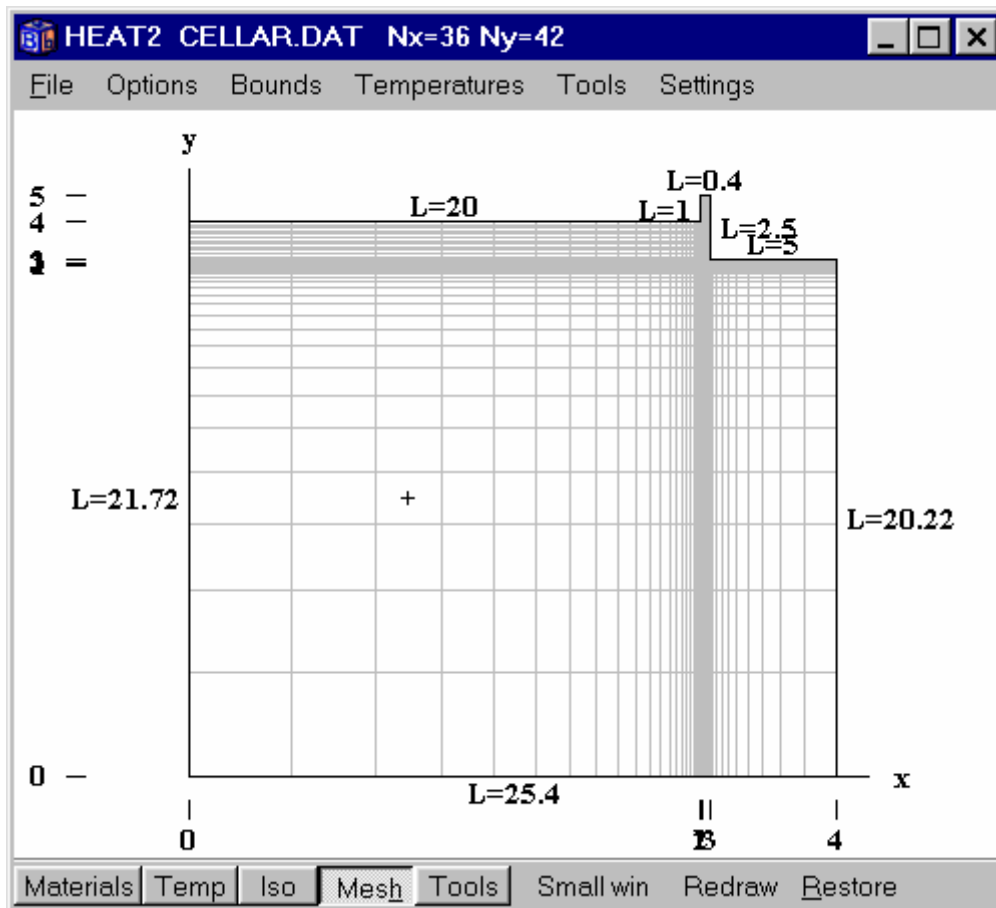 HEAT2 CELLAR.DAT Nx=36 Ny=42
File Options Bounds Temperatures Tools Settings
y
5
L=0.4
4
L=20
L=1
L=2.5
L=5
L=21.72
L=20.22
0
L=25.4
x
0
4
Materials Temp Iso Mesh Tools Small win Redraw Restore